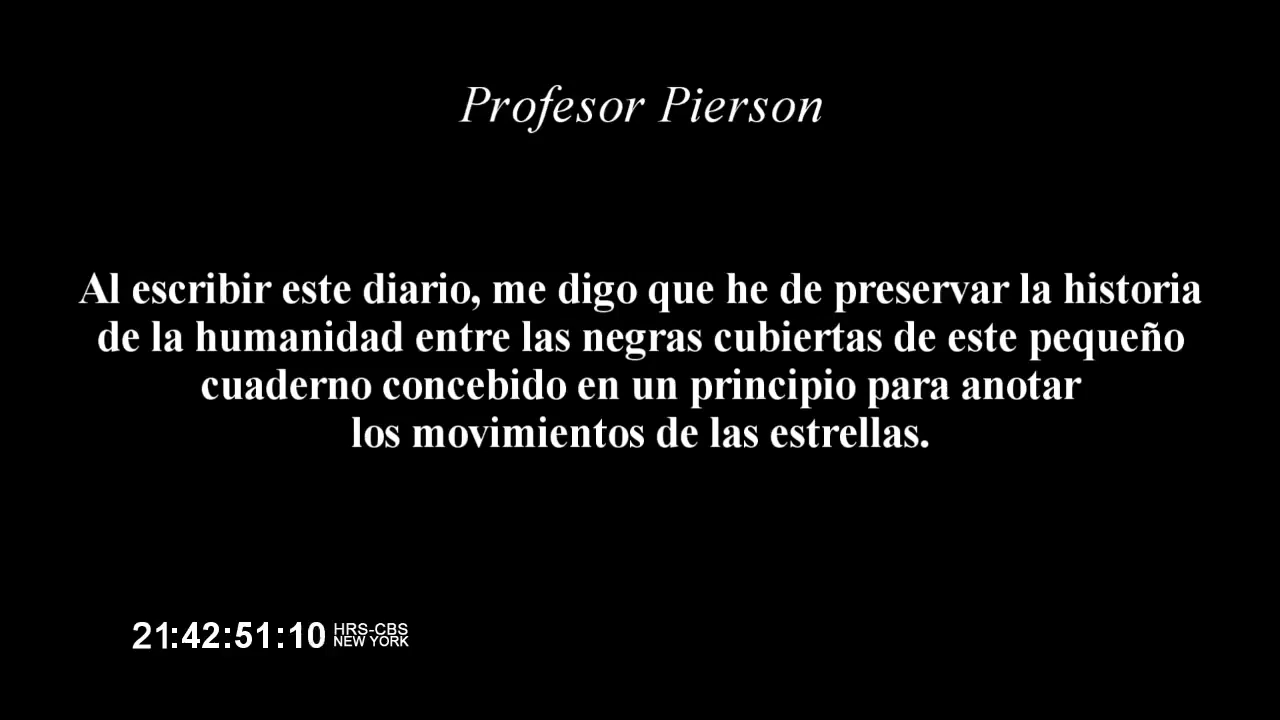 Profesor Pierson
Al escribir este diario, me digo que he de preservar la historia
de la humanidad entre las negras cubiertas de este pequeño
cuaderno concebido en un principio para anotar
los movimientos de las estrellas.
21:42:51:10 HRS-CBS
NEW YORK